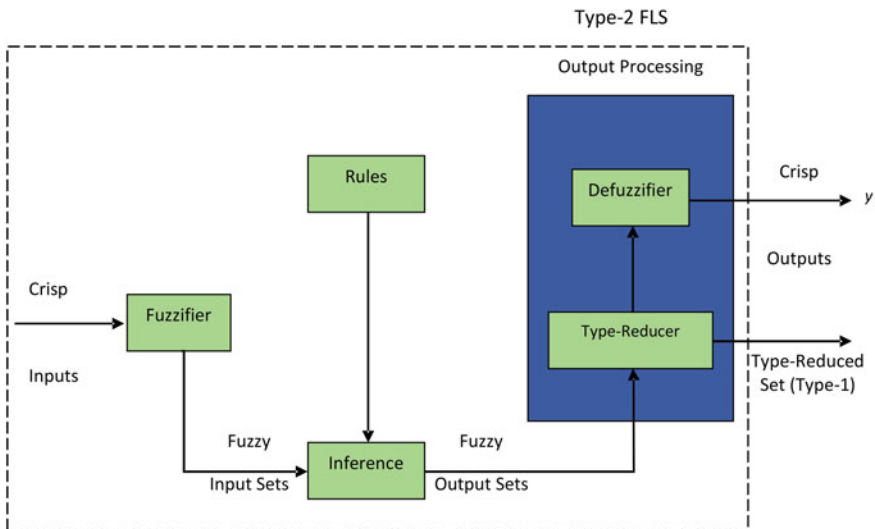 Type-2 FLS
Output Processing
Rules
Defuzzifier
Crisp
y
Outputs
Crisp
Fuzzifier
Inputs
Type-Reducer
Type-Reduced
Set (Type-1)
Fuzzy
Input Sets
Inference
Fuzzy
Output Sets